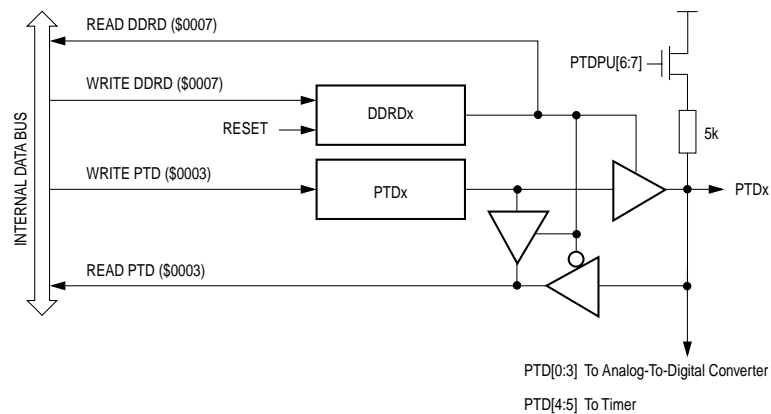 READ DDRD ($0007)
PTDPU[6:7]
WRITE DDRD ($0007)
DDRDx
RESET
5k
INTERNAL DATA BUS
WRITE PTD ($0003)
PTDx
PTDx
READ PTD ($0003)
PTD[0:3] To Analog-To-Digital Converter
PTD[4:5] To Timer